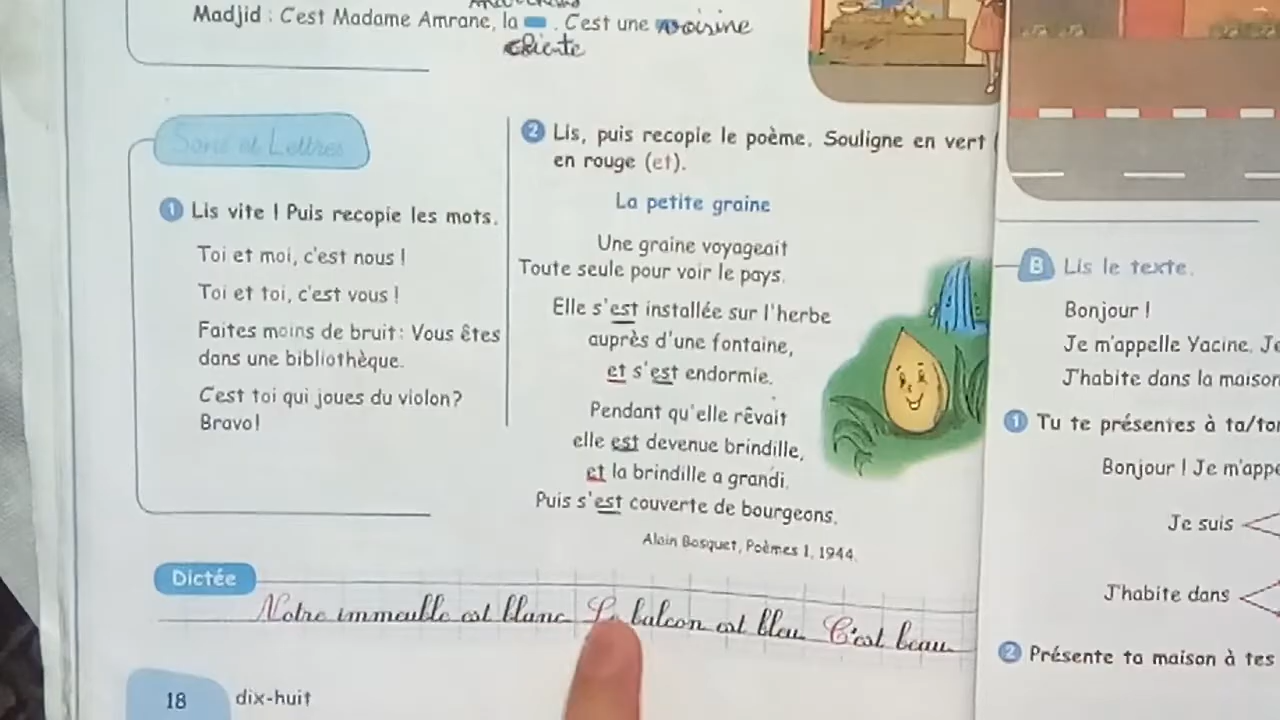 Madjid : C'est Madame Amrane, la . C'est une voisine
cliente
Sons et Lettres
1 Lis vite ! Puis recopie les mots.
Toi et moi, c'est nous !
Toi et toi, c'est vous !
Faites moins de bruit : Vous êtes
dans une bibliothèque.
C'est toi qui joues du violon ?
Bravo !
2 Lis, puis recopie le poème. Souligne en vert
en rouge (et).
La petite graine
Une graine voyageait
Toute seule pour voir le pays.
Elle s'est installée sur l'herbe
auprès d'une fontaine,
et s'est endormie.
Pendant qu'elle rêvait
elle est devenue brindille,
et la brindille a grandi.
Puis s'est couverte de bourgeons.
Alain Bosquet, Poèmes 1, 1944.
Dictée
Notre immeuble est blanc Le balcon est bleu C'est beau
18 dix-huit
B Lis le texte.
Bonjour !
Je m'appelle Yacine. Je
J'habite dans la maison
1 Tu te présentes à ta/ton
Bonjour ! Je m'appe
Je suis
J'habite dans
2 Présente ta maison à tes